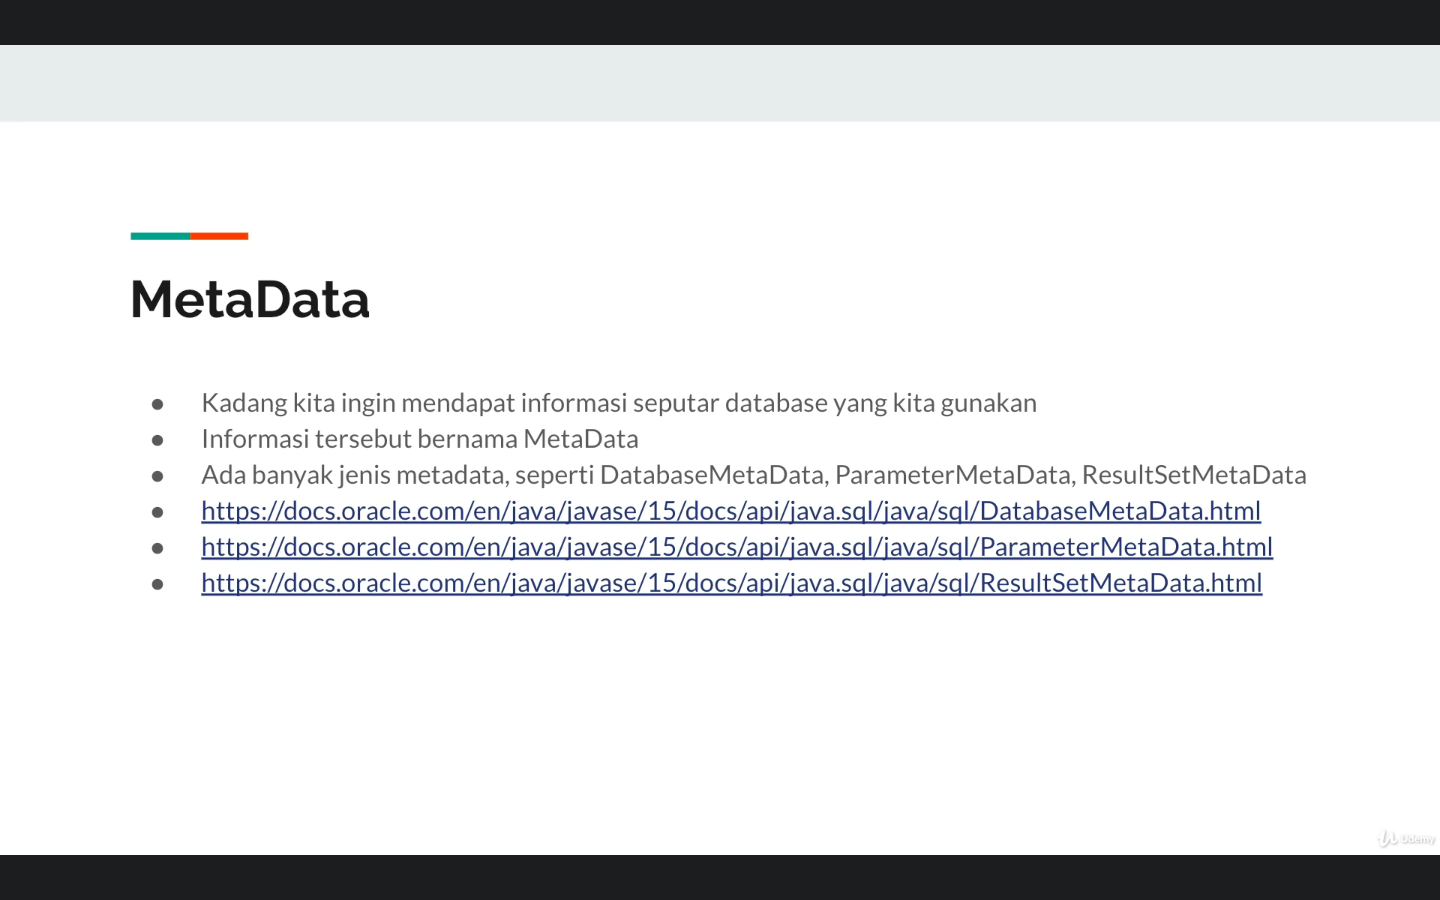 MetaData
● Kadang kita ingin mendapat informasi seputar database yang kita gunakan
● Informasi tersebut bernama MetaData
● Ada banyak jenis metadata, seperti DatabaseMetaData, ParameterMetaData, ResultSetMetaData
● https://docs.oracle.com/en/java/javase/15/docs/api/java.sql/java/sql/DatabaseMetaData.html
● https://docs.oracle.com/en/java/javase/15/docs/api/java.sql/java/sql/ParameterMetaData.html
● https://docs.oracle.com/en/java/javase/15/docs/api/java.sql/java/sql/ResultSetMetaData.html
Udemy